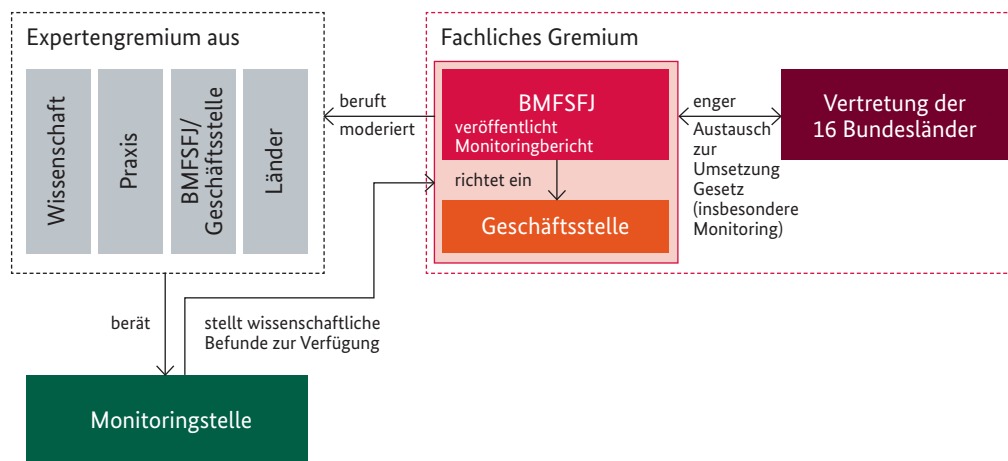 Expertengremium aus
Wissenschaft
Praxis
BMFSFJ/
Geschäftsstelle
Länder
beruft
moderiert
Fachliches Gremium
BMFSFJ
veröffentlicht
Monitoringbericht
richtet ein
Geschäftsstelle
enger
Austausch
zur
Umsetzung
Gesetz
(insbesondere
Monitoring)
Vertretung der
16 Bundesländer
berät
stellt wissenschaftliche
Befunde zur Verfügung
Monitoringstelle